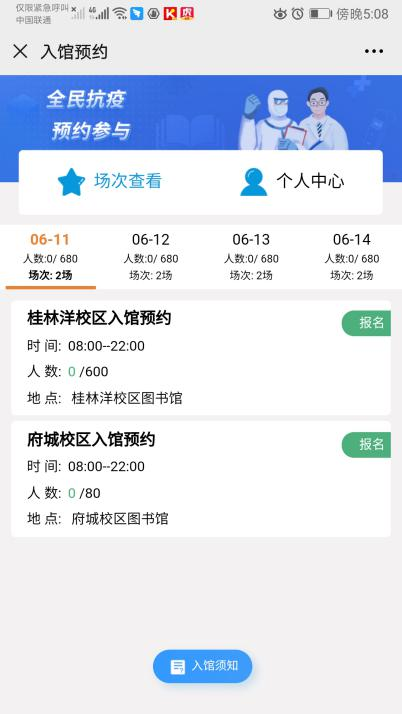 仅限紧急呼叫
中国联通
4G
傍晚5:08
入馆预约
全民抗疫
预约参与
场次查看
个人中心
06-11
人数:0/ 680
场次: 2场
06-12
人数:0/ 680
场次: 2场
06-13
人数:0/ 680
场次: 2场
06-14
人数:0/ 680
场次: 2场
桂林洋校区入馆预约
报名
时 间: 08:00--22:00
人 数: 0 /600
地 点: 桂林洋校区图书馆
府城校区入馆预约
报名
时 间: 08:00--22:00
人 数: 0 /80
地 点: 府城校区图书馆
入馆须知